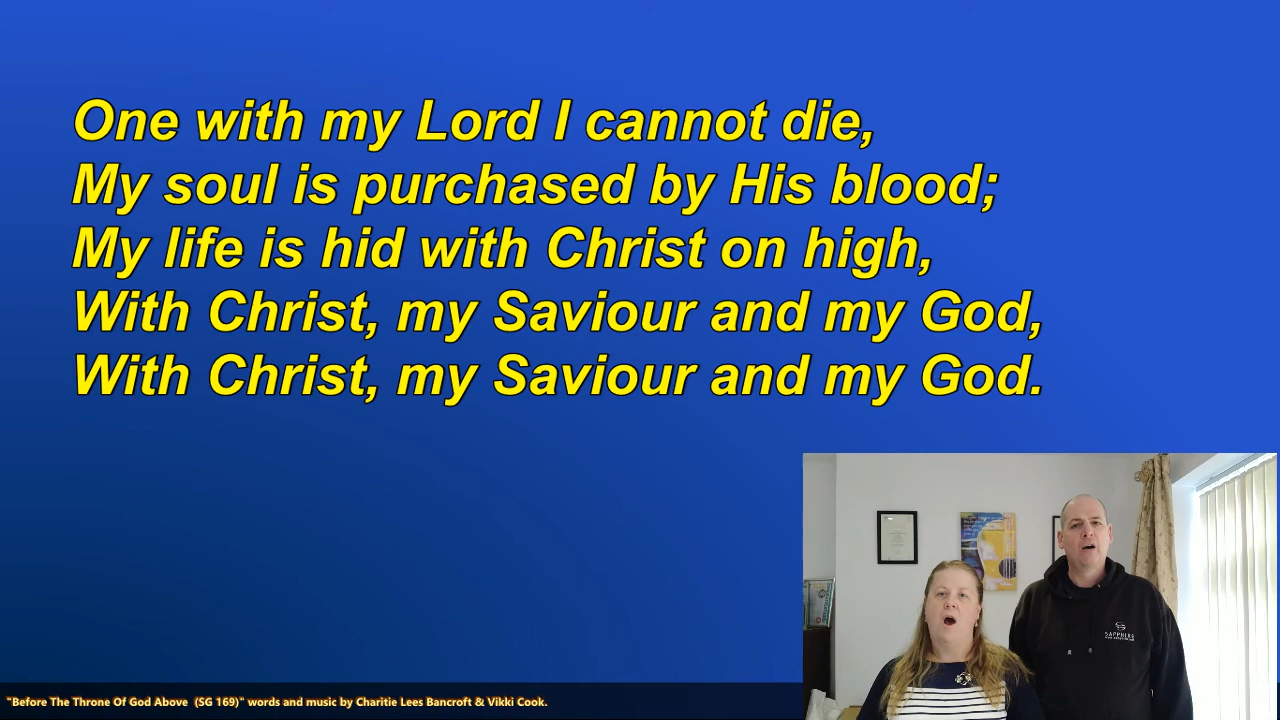 One with my Lord I cannot die,
My soul is purchased by His blood;
My life is hid with Christ on high,
With Christ, my Saviour and my God,
With Christ, my Saviour and my God.
SAPPHIRE
"Before The Throne Of God Above (SG 169)" words and music by Charitie Lees Bancroft & Vikki Cook.